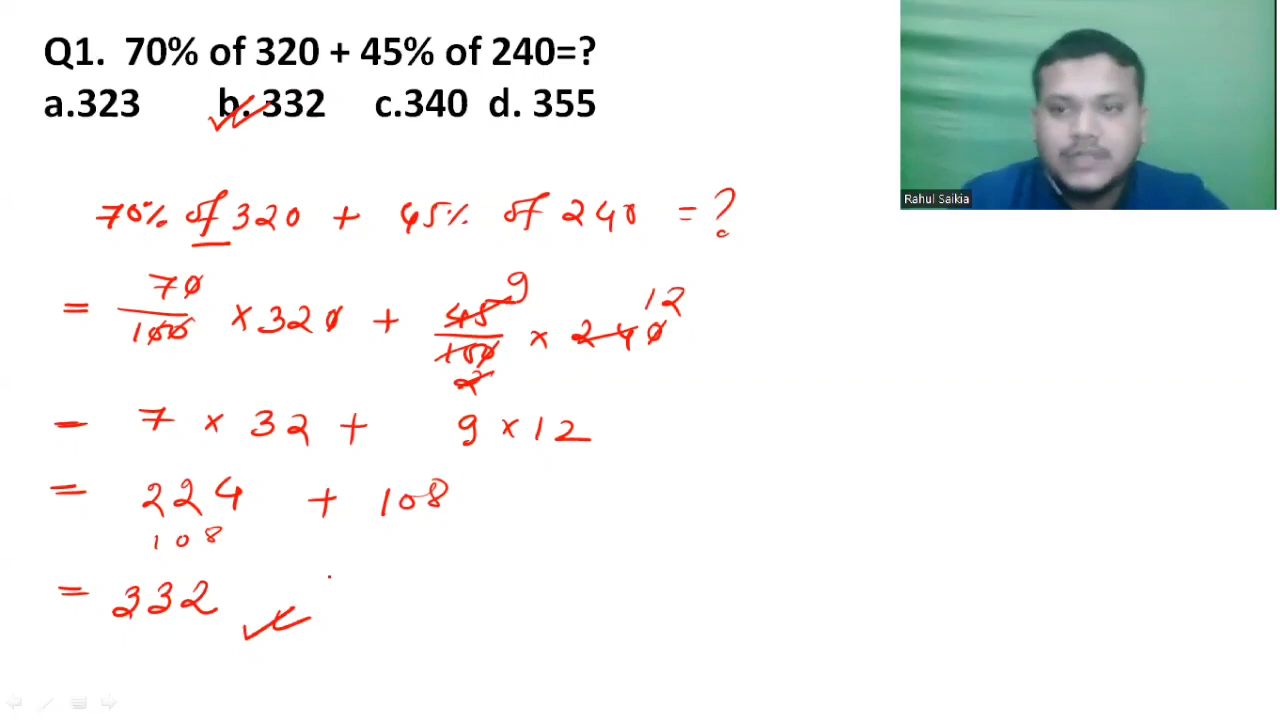 Q1. 70% of 320 + 45% of 240=?
a.323 b. 332 c.340 d. 355
Rahul Saikia
70% of 320 + 45% of 240 = ?
= 70/100 × 320 + 45/100 × 240
9
12
2
= 7 × 32 + 9 × 12
= 224 + 108
108
= 332